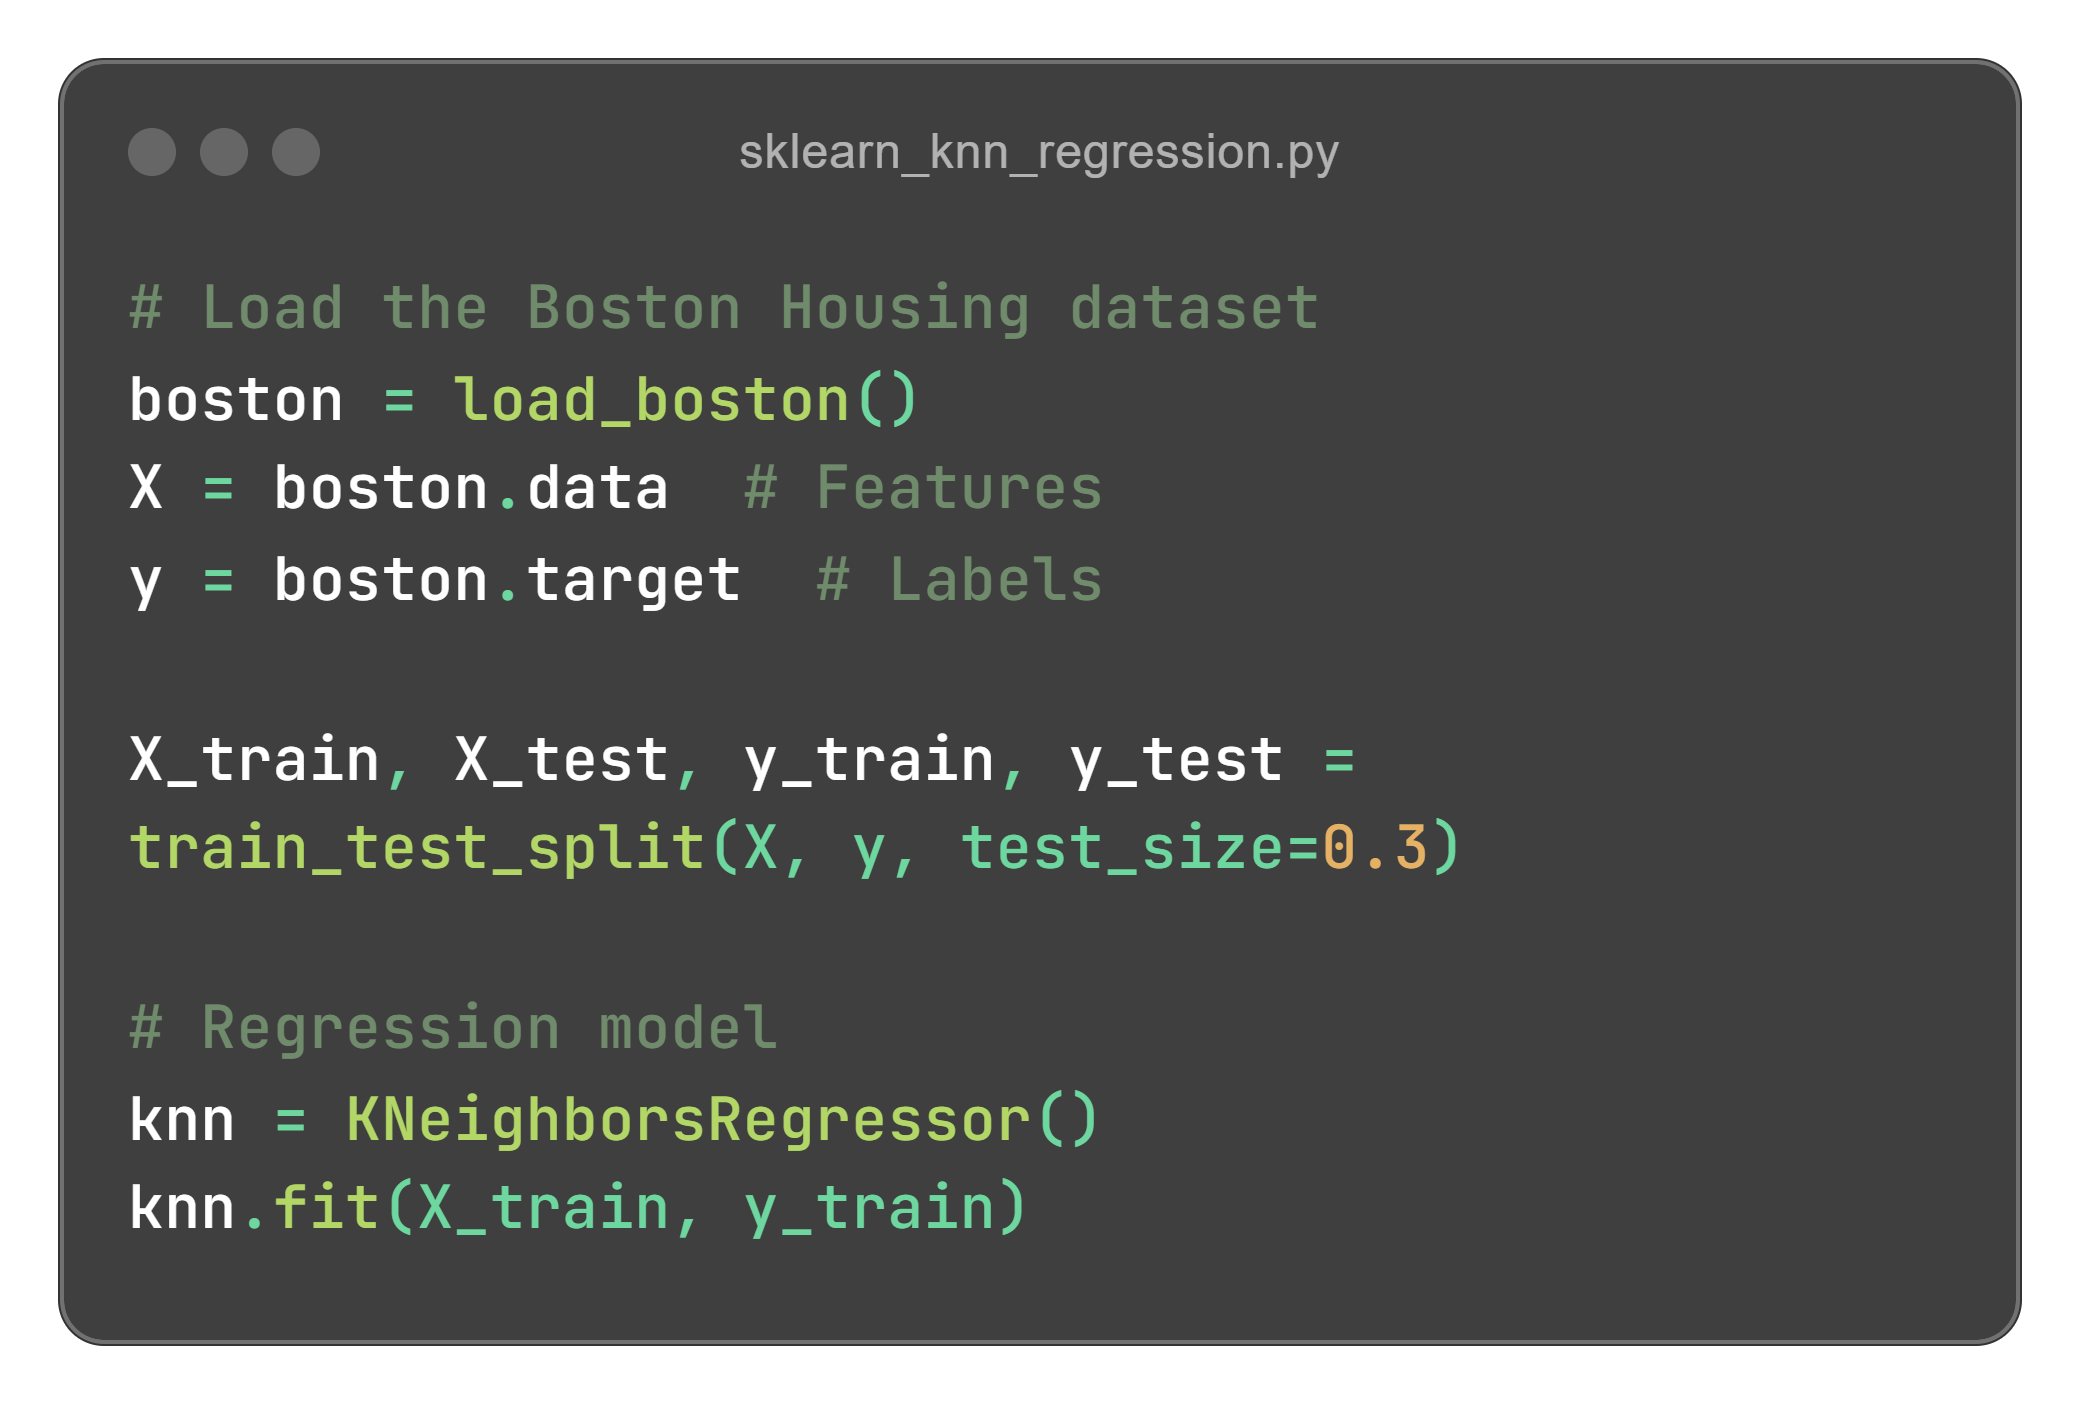 sklearn_knn_regression.py
# Load the Boston Housing dataset
boston = load_boston()
X = boston.data  # Features
y = boston.target  # Labels
X_train, X_test, y_train, y_test =
train_test_split(X, y, test_size=0.3)
# Regression model
knn = KNeighborsRegressor()
knn.fit(X_train, y_train)